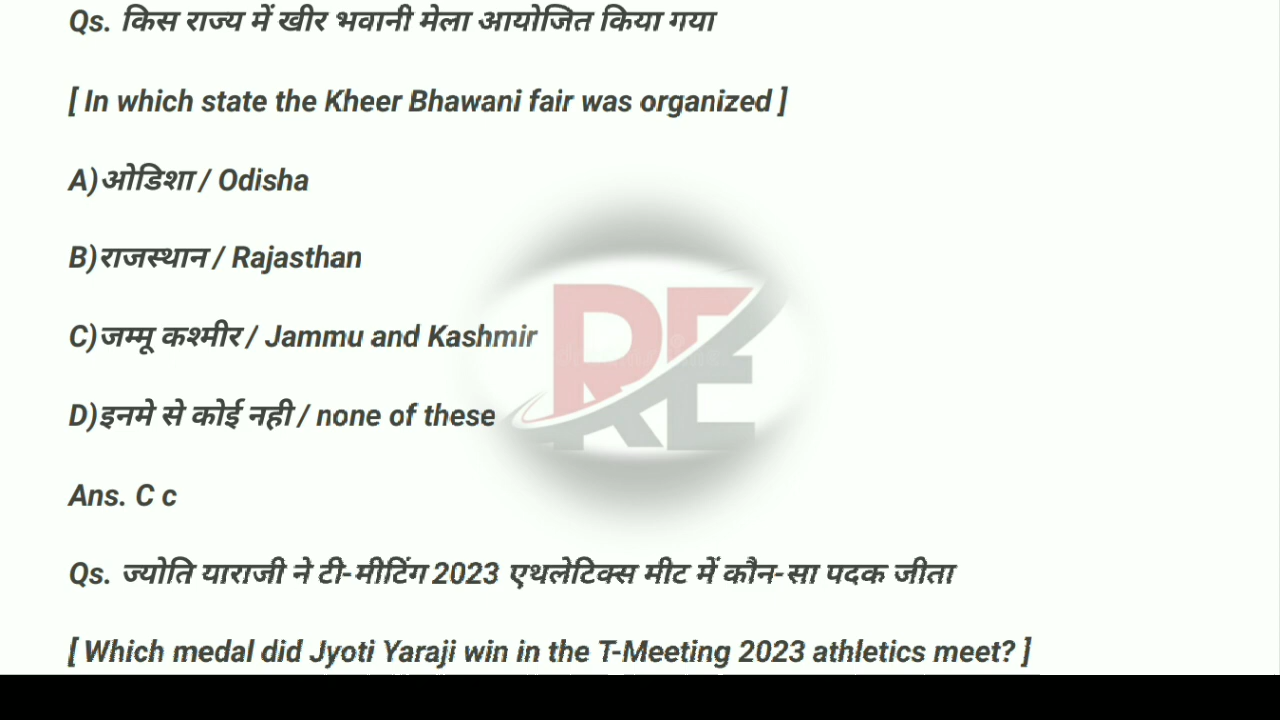 Qs. किस राज्य में खीर भवानी मेला आयोजित किया गया
[ In which state the Kheer Bhawani fair was organized ]
A)ओडिशा / Odisha
B)राजस्थान / Rajasthan
C)जम्मू कश्मीर / Jammu and Kashmir
D)इनमे से कोई नही / none of these
Ans. C c
Qs. ज्योति याराजी ने टी-मीटिंग 2023 एथलेटिक्स मीट में कौन-सा पदक जीता
[ Which medal did Jyoti Yaraji win in the T-Meeting 2023 athletics meet? ]
RE